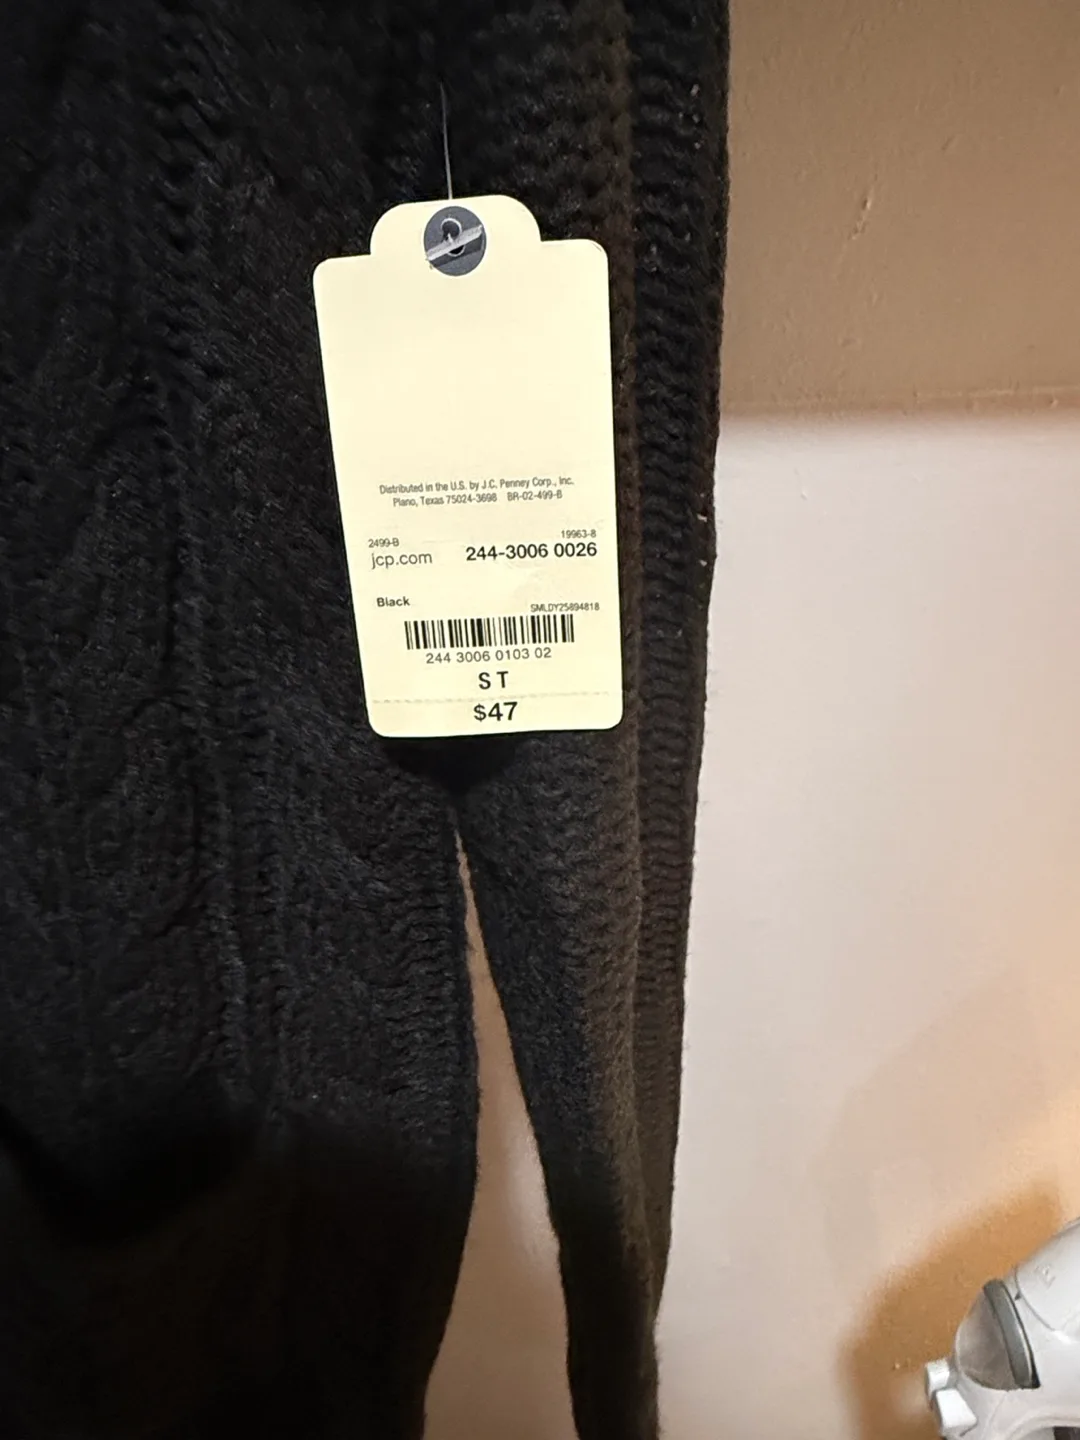 Distributed in the U.S. by J.C. Penney Corp., Inc.
Plano, Texas 75024-3698 BR-02-499-B
2499-B 19963-8
jcp.com 244-3006 0026
Black SMLDY25894818
244 3006 0103 02
S T
$47